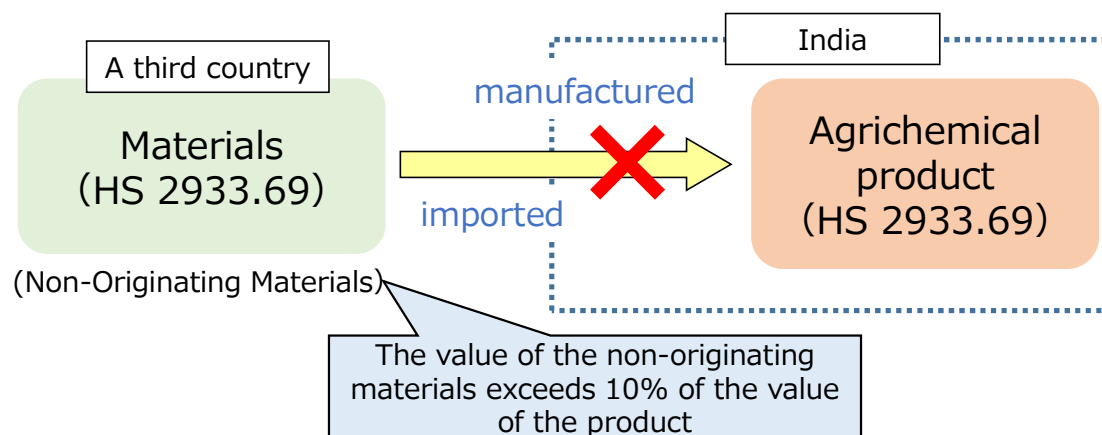 A third country
India
Materials
(HS 2933.69)
manufactured
imported
Agrichemical
product
(HS 2933.69)
(Non-Originating Materials)
The value of the non-originating
materials exceeds 10% of the value
of the product